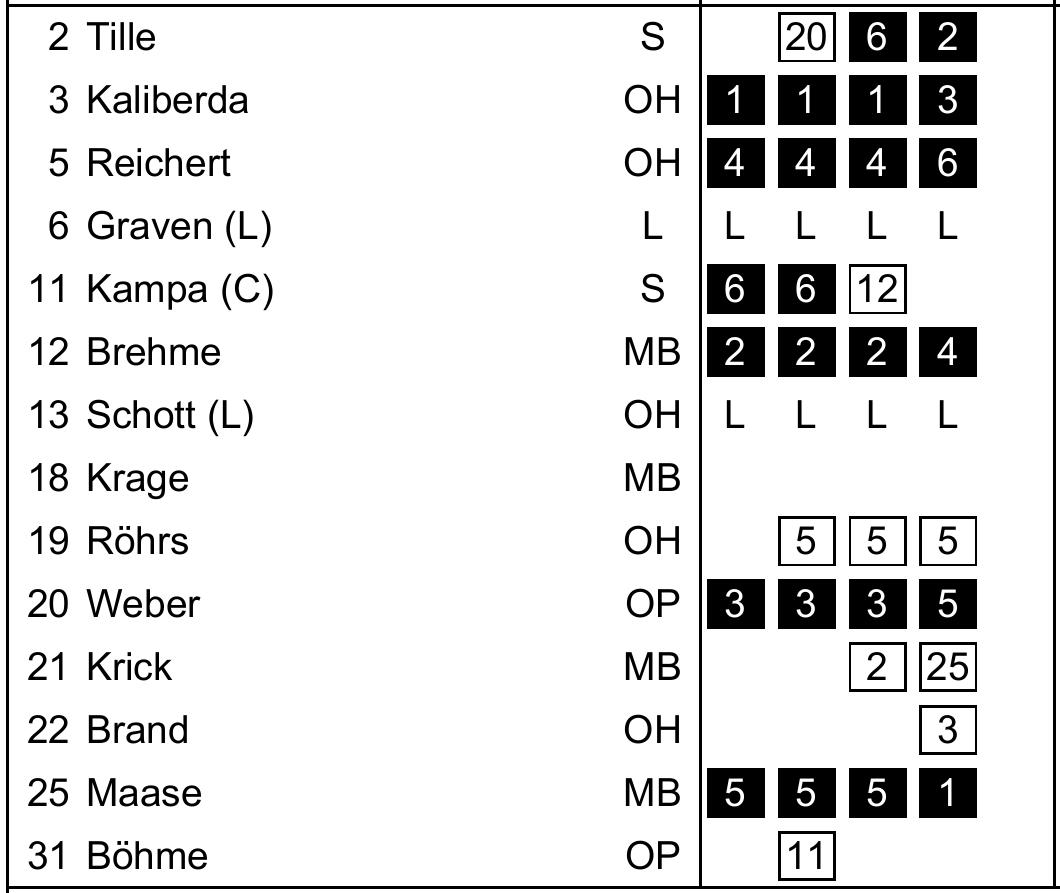 2 Tille S 20 6 2
3 Kaliberda OH 1 1 1 3
5 Reichert OH 4 4 4 6
6 Graven (L) L L L L L
11 Kampa (C) S 6 6 12
12 Brehme MB 2 2 2 4
13 Schott (L) OH L L L L
18 Krage MB
19 Röhrs OH 5 5 5
20 Weber OP 3 3 3 5
21 Krick MB 2 25
22 Brand OH 3
25 Maase MB 5 5 5 1
31 Böhme OP 11